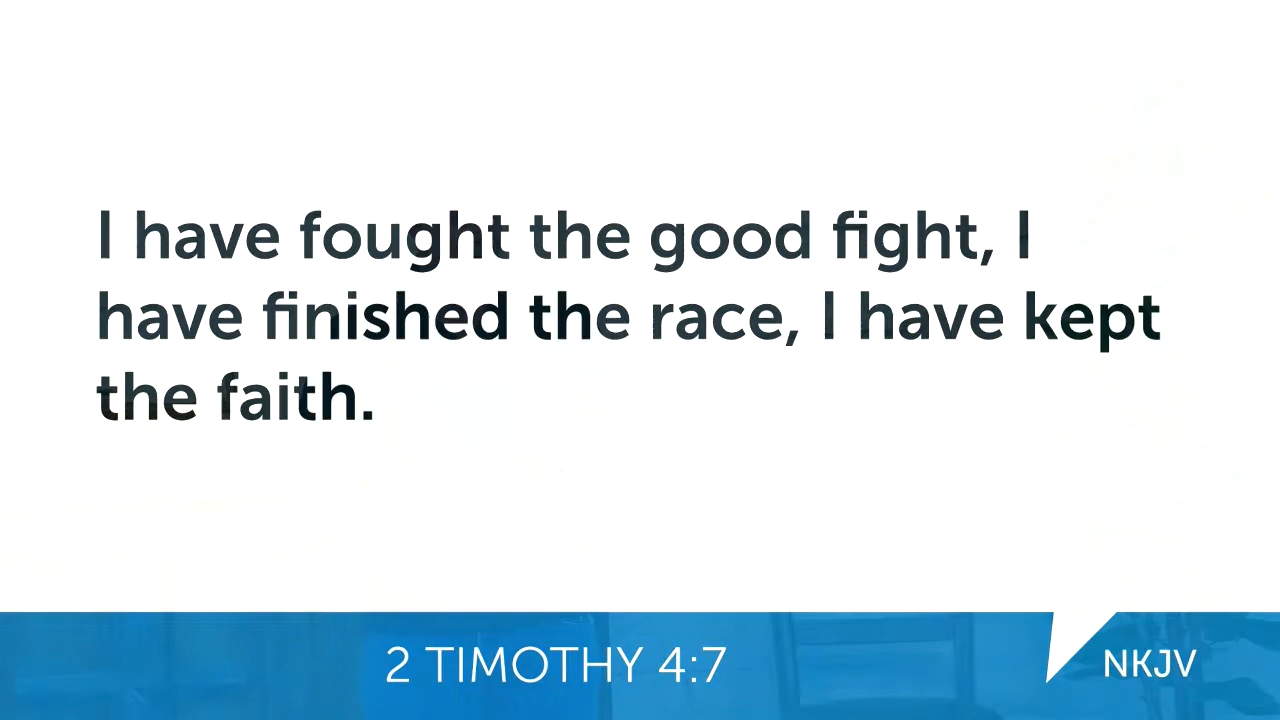 I have fought the good fight, I
have finished the race, I have kept
the faith.
2 TIMOTHY 4:7
NKJV